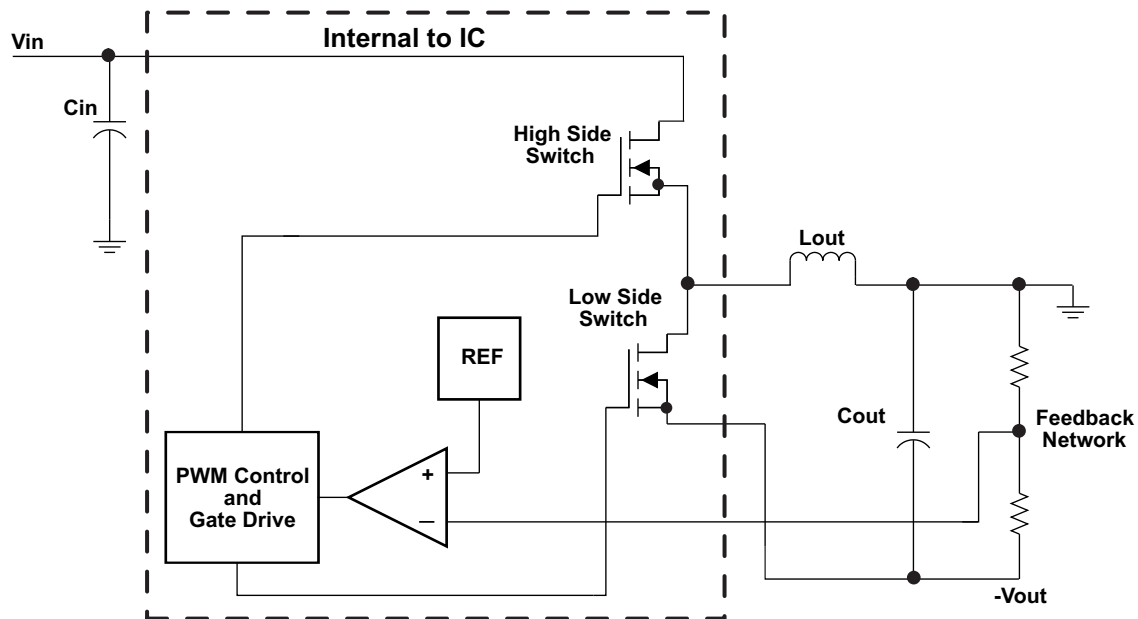 Internal to IC
Vin
Cin
High Side
Switch
Lout
Low Side
Switch
REF
Cout
Feedback
Network
PWM Control
and
Gate Drive
+
–
-Vout